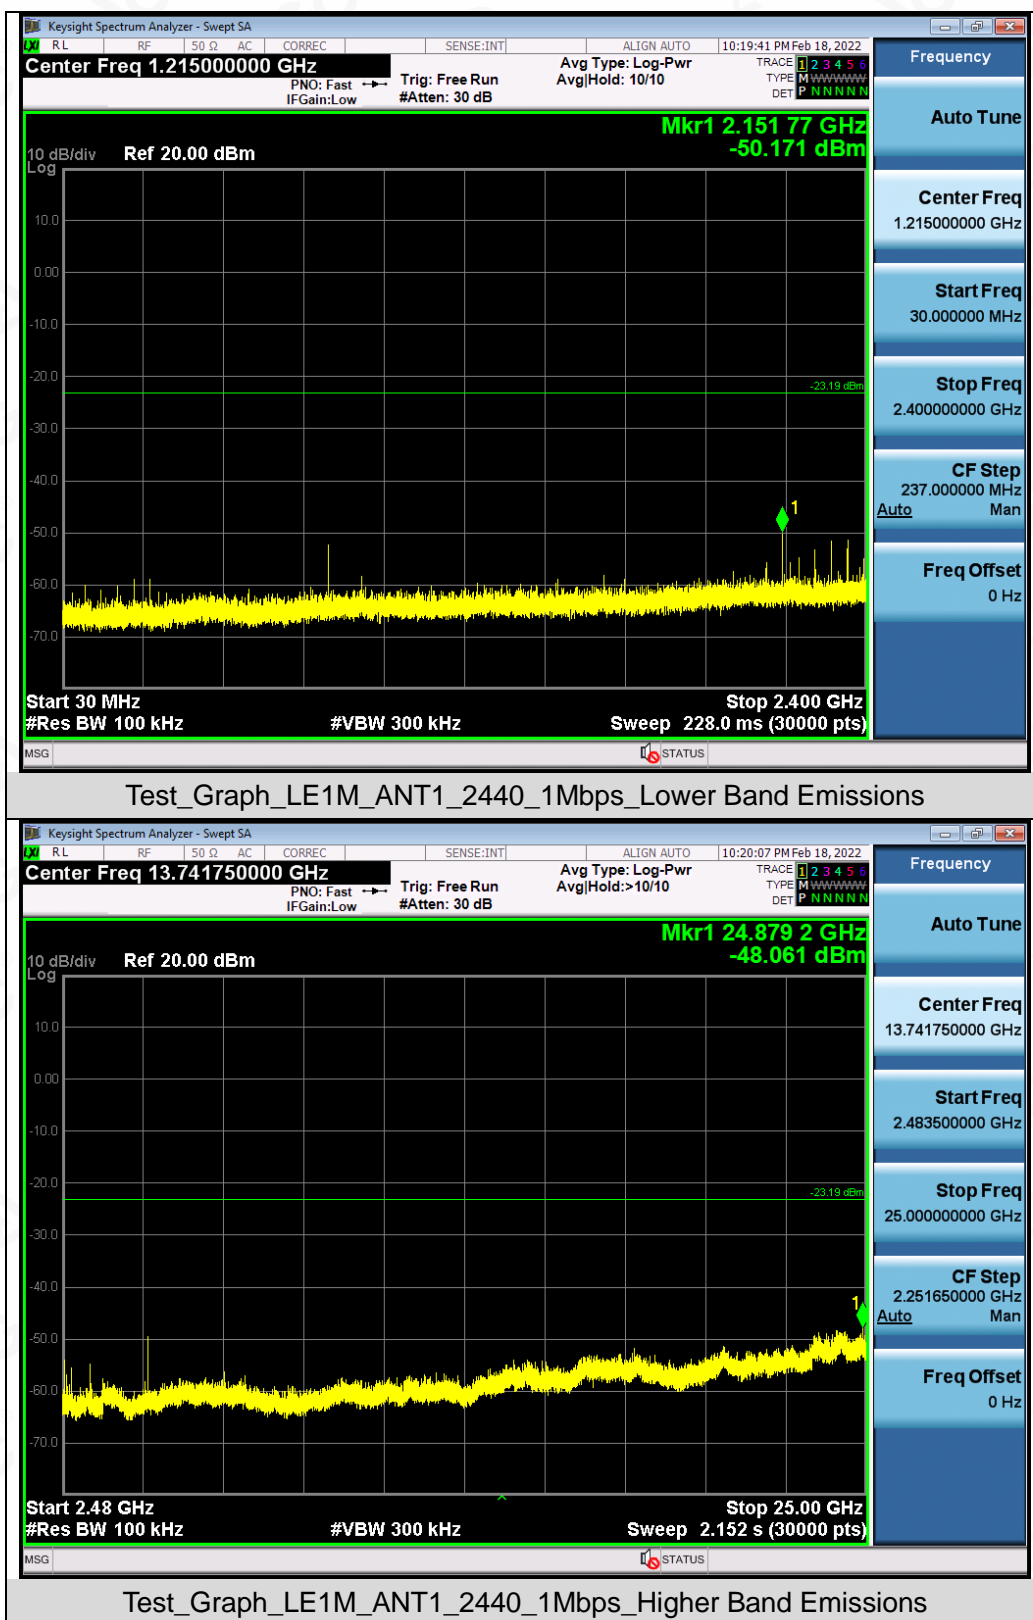 Keysight Spectrum Analyzer - Swept SA
LXI RL RF 50 Ω AC CORREC SENSE:INT ALIGN AUTO 10:19:41 PM Feb 18, 2022
Center Freq 1.215000000 GHz
PNO: Fast
IFGain:Low
Trig: Free Run
#Atten: 30 dB
Avg Type: Log-Pwr
Avg|Hold: 10/10
TRACE 1 2 3 4 5 6
TYPE M W W W W W
DET P N N N N N
Mkr1 2.151 77 GHz
-50.171 dBm
10 dB/div Ref 20.00 dBm
Log
10.0
0.00
-10.0
-20.0
-23.19 dBm
-30.0
-40.0
1
-50.0
-60.0
-70.0
Start 30 MHz Stop 2.400 GHz
#Res BW 100 kHz #VBW 300 kHz Sweep 228.0 ms (30000 pts)
MSG STATUS
Frequency
Auto Tune
Center Freq
1.215000000 GHz
Start Freq
30.000000 MHz
Stop Freq
2.400000000 GHz
CF Step
237.000000 MHz
Auto Man
Freq Offset
0 Hz
Test_Graph_LE1M_ANT1_2440_1Mbps_Lower Band Emissions
Keysight Spectrum Analyzer - Swept SA
LXI RL RF 50 Ω AC CORREC SENSE:INT ALIGN AUTO 10:20:07 PM Feb 18, 2022
Center Freq 13.741750000 GHz
PNO: Fast
IFGain:Low
Trig: Free Run
#Atten: 30 dB
Avg Type: Log-Pwr
Avg|Hold:>10/10
TRACE 1 2 3 4 5 6
TYPE M W W W W W
DET P N N N N N
Mkr1 24.879 2 GHz
-48.061 dBm
10 dB/div Ref 20.00 dBm
Log
10.0
0.00
-10.0
-20.0
-23.19 dBm
-30.0
-40.0
1
-50.0
-60.0
-70.0
Start 2.48 GHz Stop 25.00 GHz
#Res BW 100 kHz #VBW 300 kHz Sweep 2.152 s (30000 pts)
MSG STATUS
Frequency
Auto Tune
Center Freq
13.741750000 GHz
Start Freq
2.483500000 GHz
Stop Freq
25.000000000 GHz
CF Step
2.251650000 GHz
Auto Man
Freq Offset
0 Hz
Test_Graph_LE1M_ANT1_2440_1Mbps_Higher Band Emissions